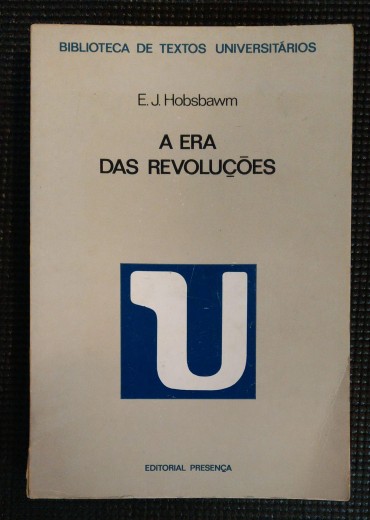 BIBLIOTECA DE TEXTOS UNIVERSITÁRIOS
E. J. Hobsbawm
A ERA
DAS REVOLUÇÕES
U
EDITORIAL PRESENÇA